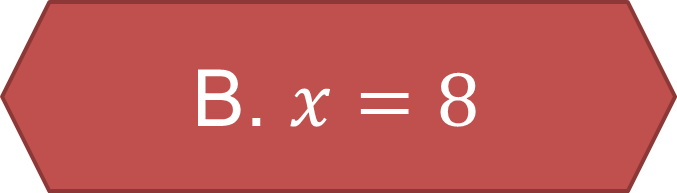 B. 𝑥 = 8